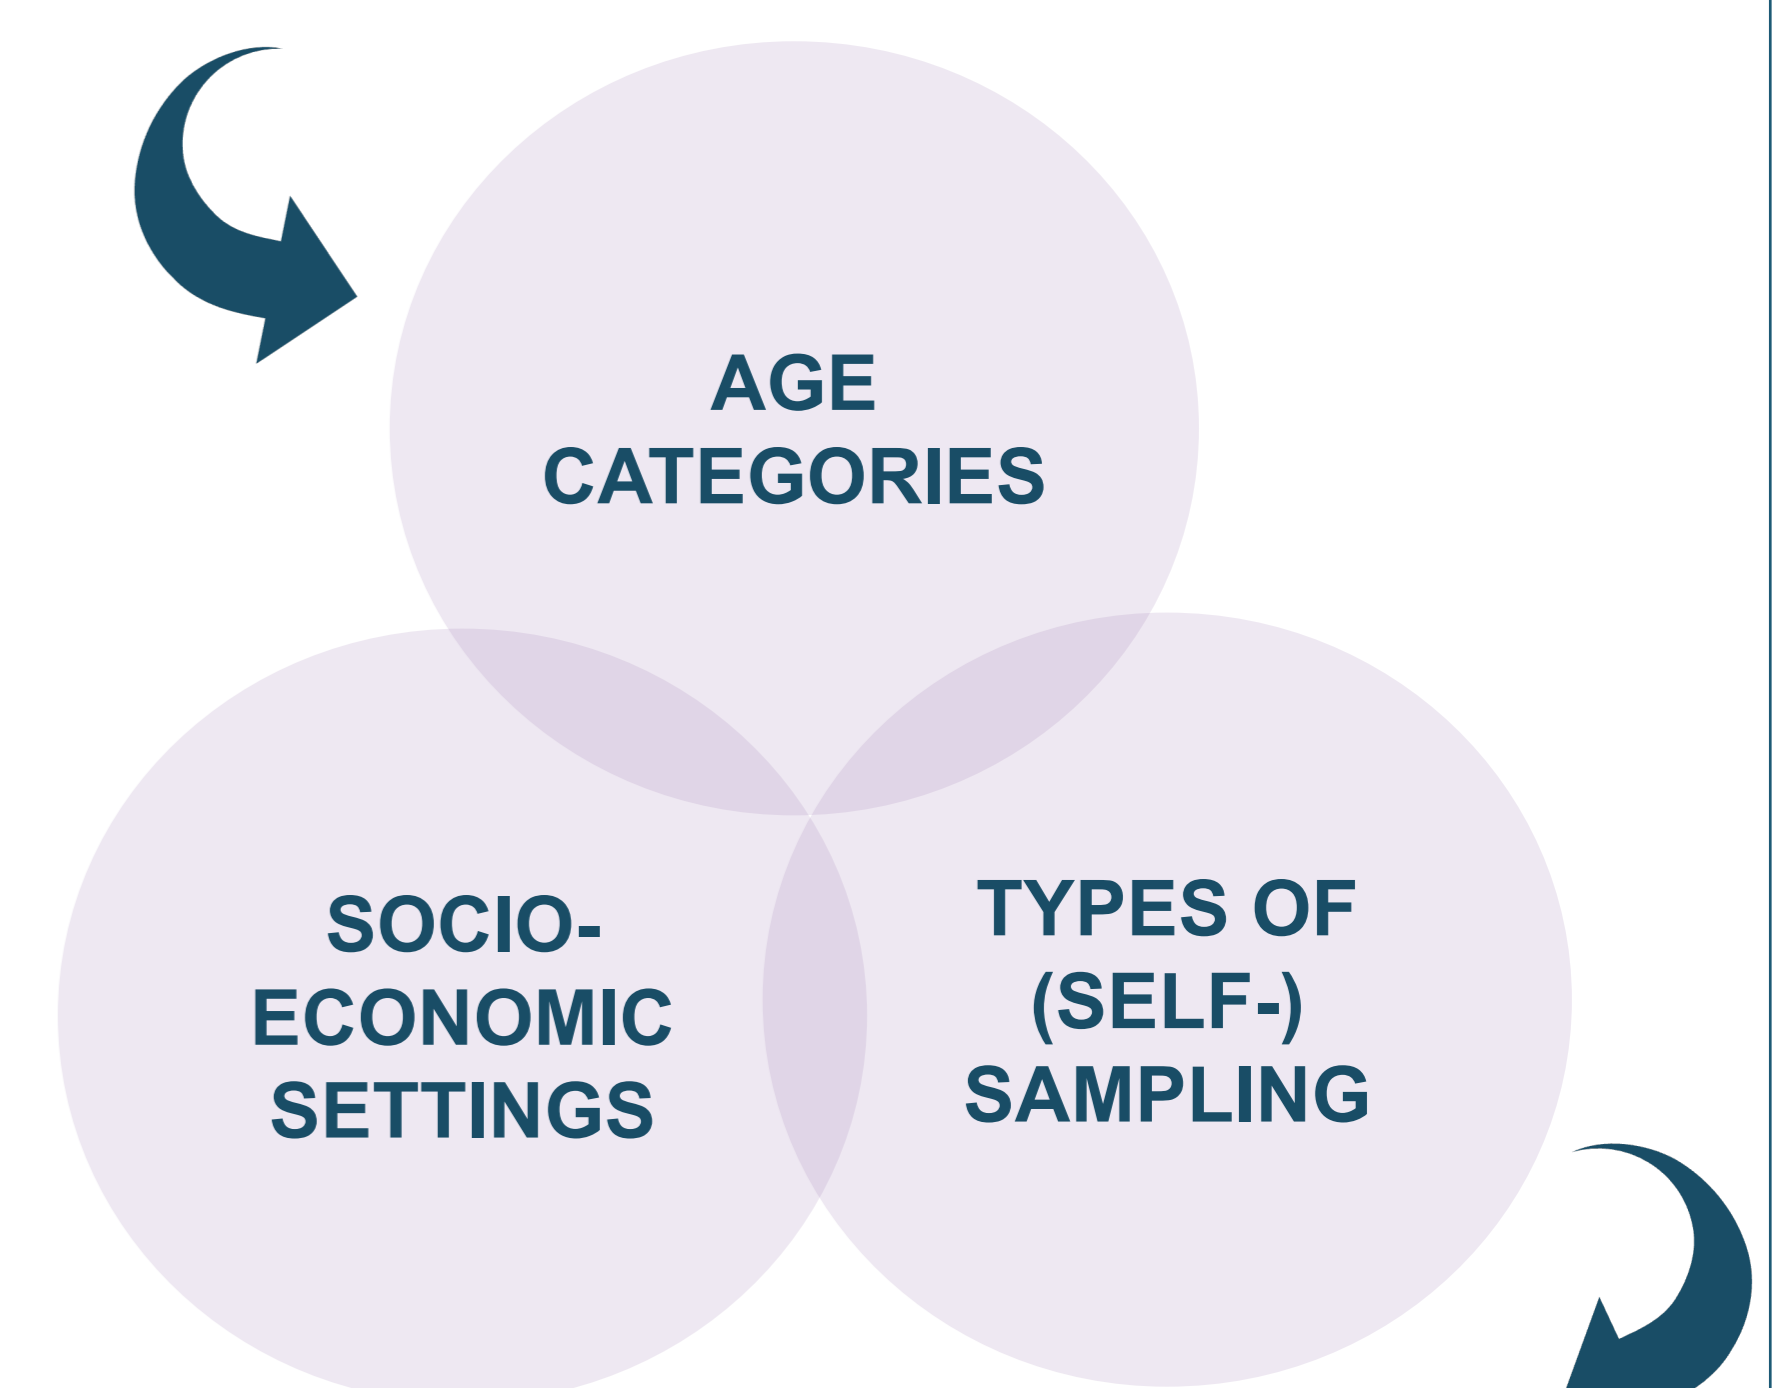 AGE
CATEGORIES
SOCIO-
ECONOMIC
SETTINGS
TYPES OF
(SELF-)
SAMPLING